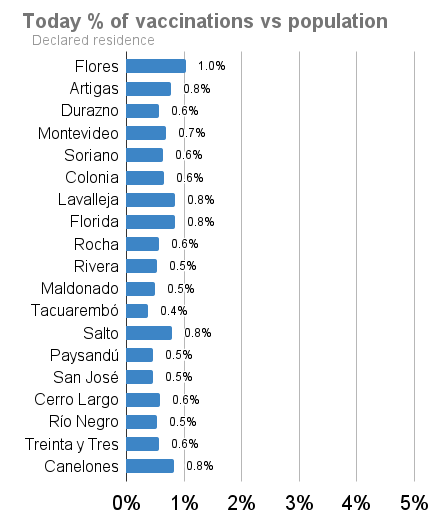 Today % of vaccinations vs population
Declared residence
Flores 1.0%
Artigas 0.8%
Durazno 0.6%
Montevideo 0.7%
Soriano 0.6%
Colonia 0.6%
Lavalleja 0.8%
Florida 0.8%
Rocha 0.6%
Rivera 0.5%
Maldonado 0.5%
Tacuarembó 0.4%
Salto 0.8%
Paysandú 0.5%
San José 0.5%
Cerro Largo 0.6%
Río Negro 0.5%
Treinta y Tres 0.6%
Canelones 0.8%
0% 1% 2% 3% 4% 5%